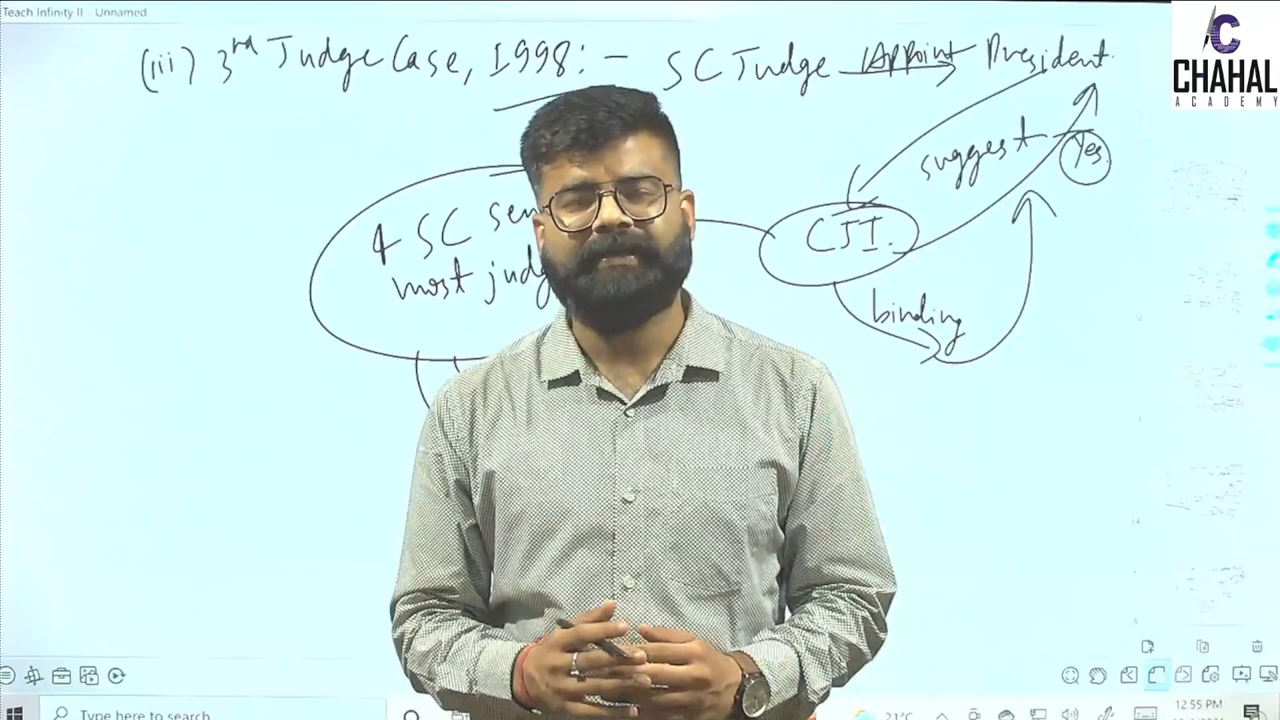 Teach Infinity II - Unnamed
(iii) 3rd Judge Case, 1998: - SC Judge Appoint President.
suggest
Yes
4 SC sen
CJI.
most judg
binding
CHAHAL
ACADEMY
Type here to search
21°C
12:55 PM